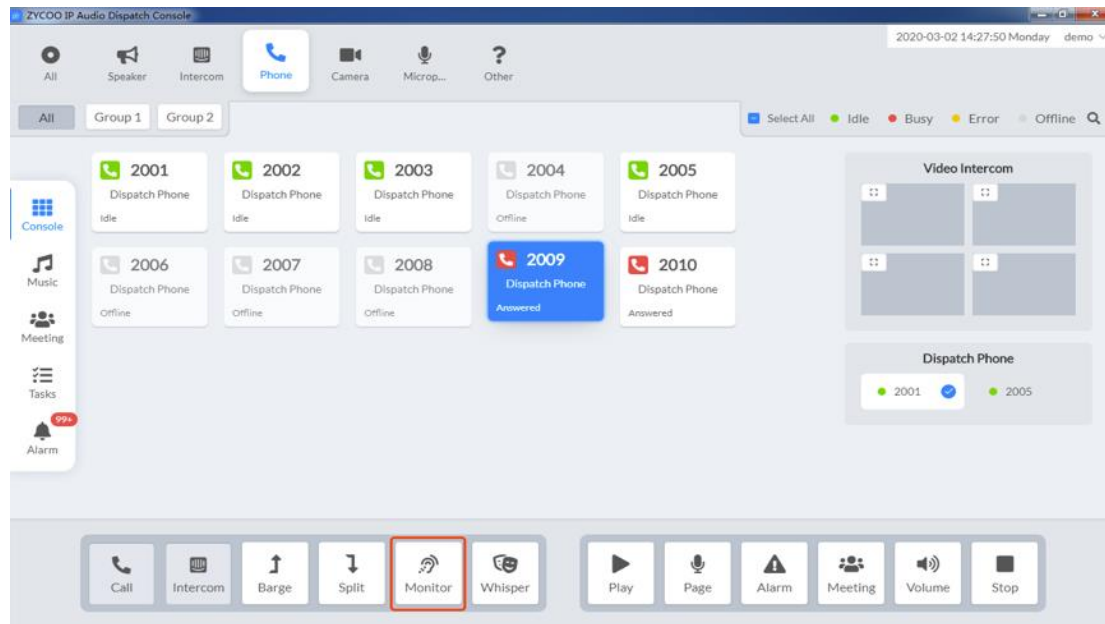 ZYCOO IP Audio Dispatch Console
2020-03-02 14:27:50 Monday demo
All
Speaker
Intercom
Phone
Camera
Microp...
Other
All
Group 1
Group 2
Select All
Idle
Busy
Error
Offline
2001
Dispatch Phone
Idle
2002
Dispatch Phone
Idle
2003
Dispatch Phone
Idle
2004
Dispatch Phone
Offline
2005
Dispatch Phone
Idle
2006
Dispatch Phone
Offline
2007
Dispatch Phone
Offline
2008
Dispatch Phone
Offline
2009
Dispatch Phone
Answered
2010
Dispatch Phone
Answered
Console
Music
Meeting
Tasks
99+
Alarm
Video Intercom
Dispatch Phone
2001
2005
Call
Intercom
Barge
Split
Monitor
Whisper
Play
Page
Alarm
Meeting
Volume
Stop